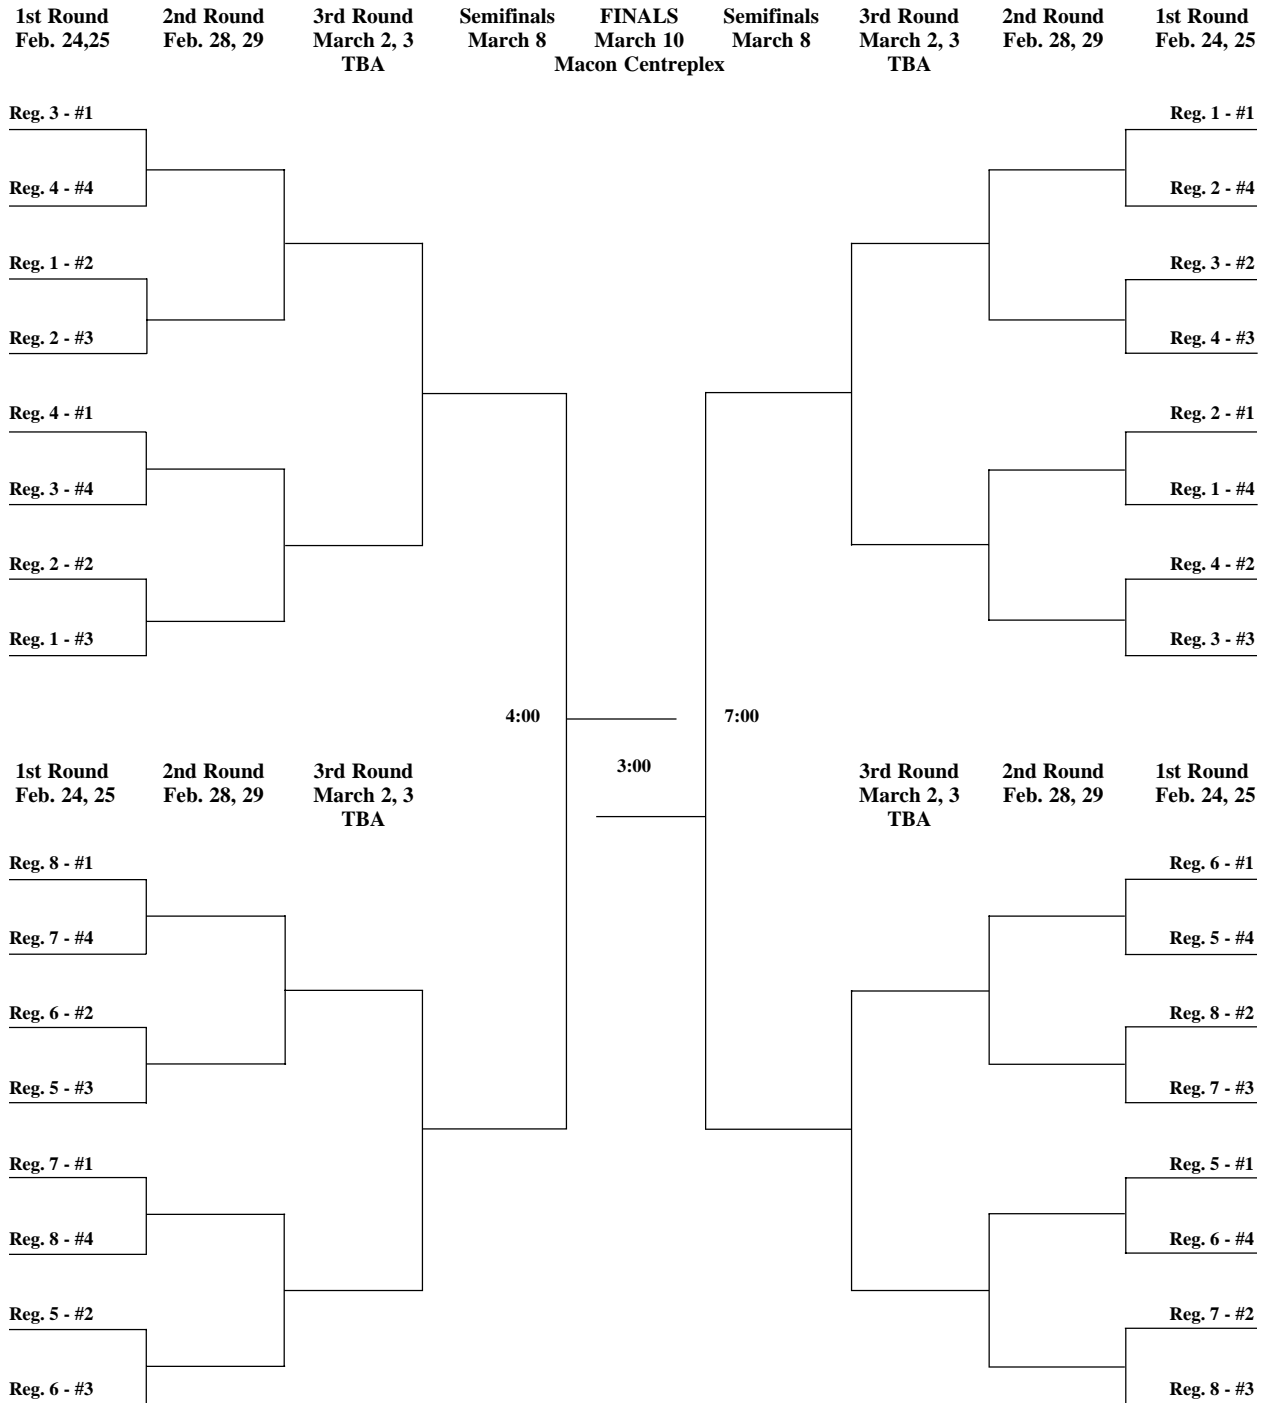 1st Round 2nd Round 3rd Round Semifinals FINALS Semifinals 3rd Round 2nd Round 1st Round
Feb. 24,25 Feb. 28, 29 March 2, 3 March 8 March 10 March 8 March 2, 3 Feb. 28, 29 Feb. 24, 25
TBA Macon Centreplex TBA
Reg. 3 - #1 Reg. 1 - #1
Reg. 4 - #4 Reg. 2 - #4
Reg. 1 - #2 Reg. 3 - #2
Reg. 2 - #3 Reg. 4 - #3
Reg. 4 - #1 Reg. 2 - #1
Reg. 3 - #4 Reg. 1 - #4
Reg. 2 - #2 Reg. 4 - #2
Reg. 1 - #3 Reg. 3 - #3
4:00 7:00
3:00
1st Round 2nd Round 3rd Round 3rd Round 2nd Round 1st Round
Feb. 24, 25 Feb. 28, 29 March 2, 3 March 2, 3 Feb. 28, 29 Feb. 24, 25
TBA TBA
Reg. 8 - #1 Reg. 6 - #1
Reg. 7 - #4 Reg. 5 - #4
Reg. 6 - #2 Reg. 8 - #2
Reg. 5 - #3 Reg. 7 - #3
Reg. 7 - #1 Reg. 5 - #1
Reg. 8 - #4 Reg. 6 - #4
Reg. 5 - #2 Reg. 7 - #2
Reg. 6 - #3 Reg. 8 - #3